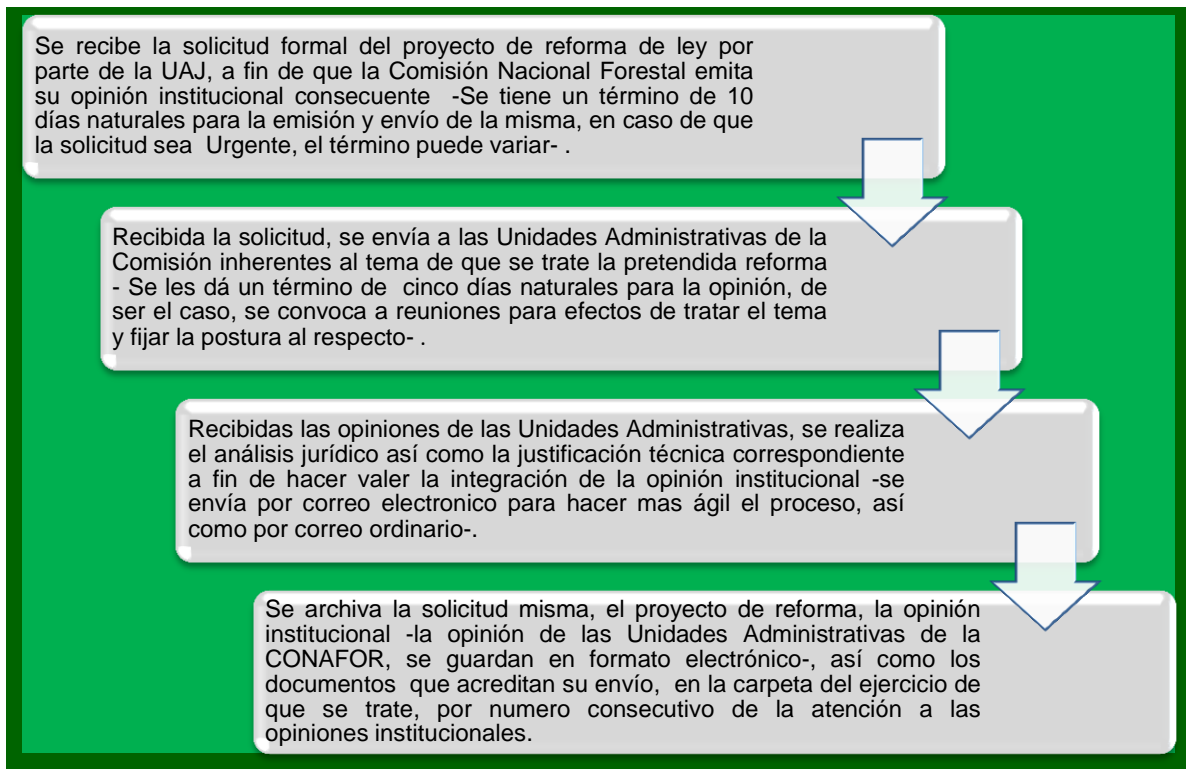 Se recibe la solicitud formal del proyecto de reforma de ley por
parte de la UAJ, a fin de que la Comisión Nacional Forestal emita
su opinión institucional consecuente -Se tiene un término de 10
días naturales para la emisión y envío de la misma, en caso de que
la solicitud sea Urgente, el término puede variar- .
Recibida la solicitud, se envía a las Unidades Administrativas de la
Comisión inherentes al tema de que se trate la pretendida reforma
- Se les dá un término de cinco días naturales para la opinión, de
ser el caso, se convoca a reuniones para efectos de tratar el tema
y fijar la postura al respecto- .
Recibidas las opiniones de las Unidades Administrativas, se realiza
el análisis jurídico así como la justificación técnica correspondiente
a fin de hacer valer la integración de la opinión institucional -se
envía por correo electronico para hacer mas ágil el proceso, así
como por correo ordinario-.
Se archiva la solicitud misma, el proyecto de reforma, la opinión
institucional -la opinión de las Unidades Administrativas de la
CONAFOR, se guardan en formato electrónico-, así como los
documentos que acreditan su envío, en la carpeta del ejercicio de
que se trate, por numero consecutivo de la atención a las
opiniones institucionales.